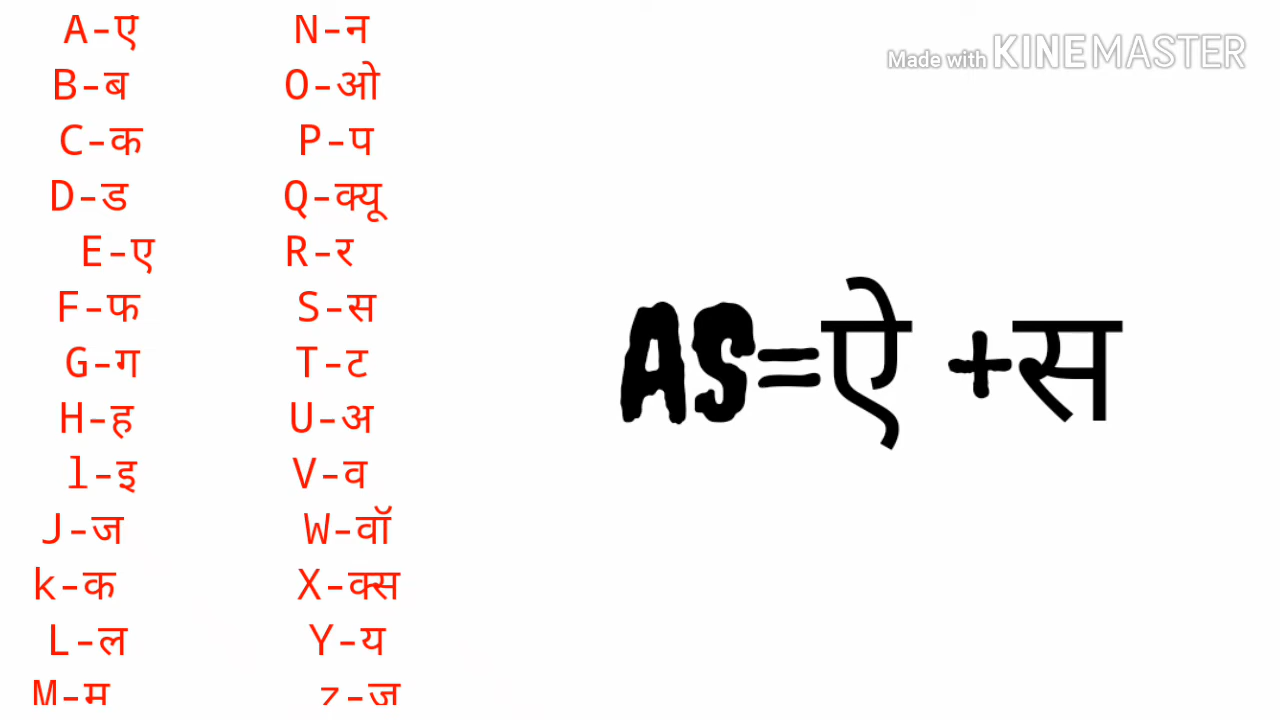 A-ए
B-ब
C-क
D-ड
E-ए
F-फ
G-ग
H-ह
l-इ
J-ज
k-क
L-ल
M-म
N-न
O-ओ
P-प
Q-क्यू
R-र
S-स
T-ट
U-अ
V-व
W-वॉ
X-क्स
Y-य
z-ज
Made with KINEMASTER
AS=ऐ +स